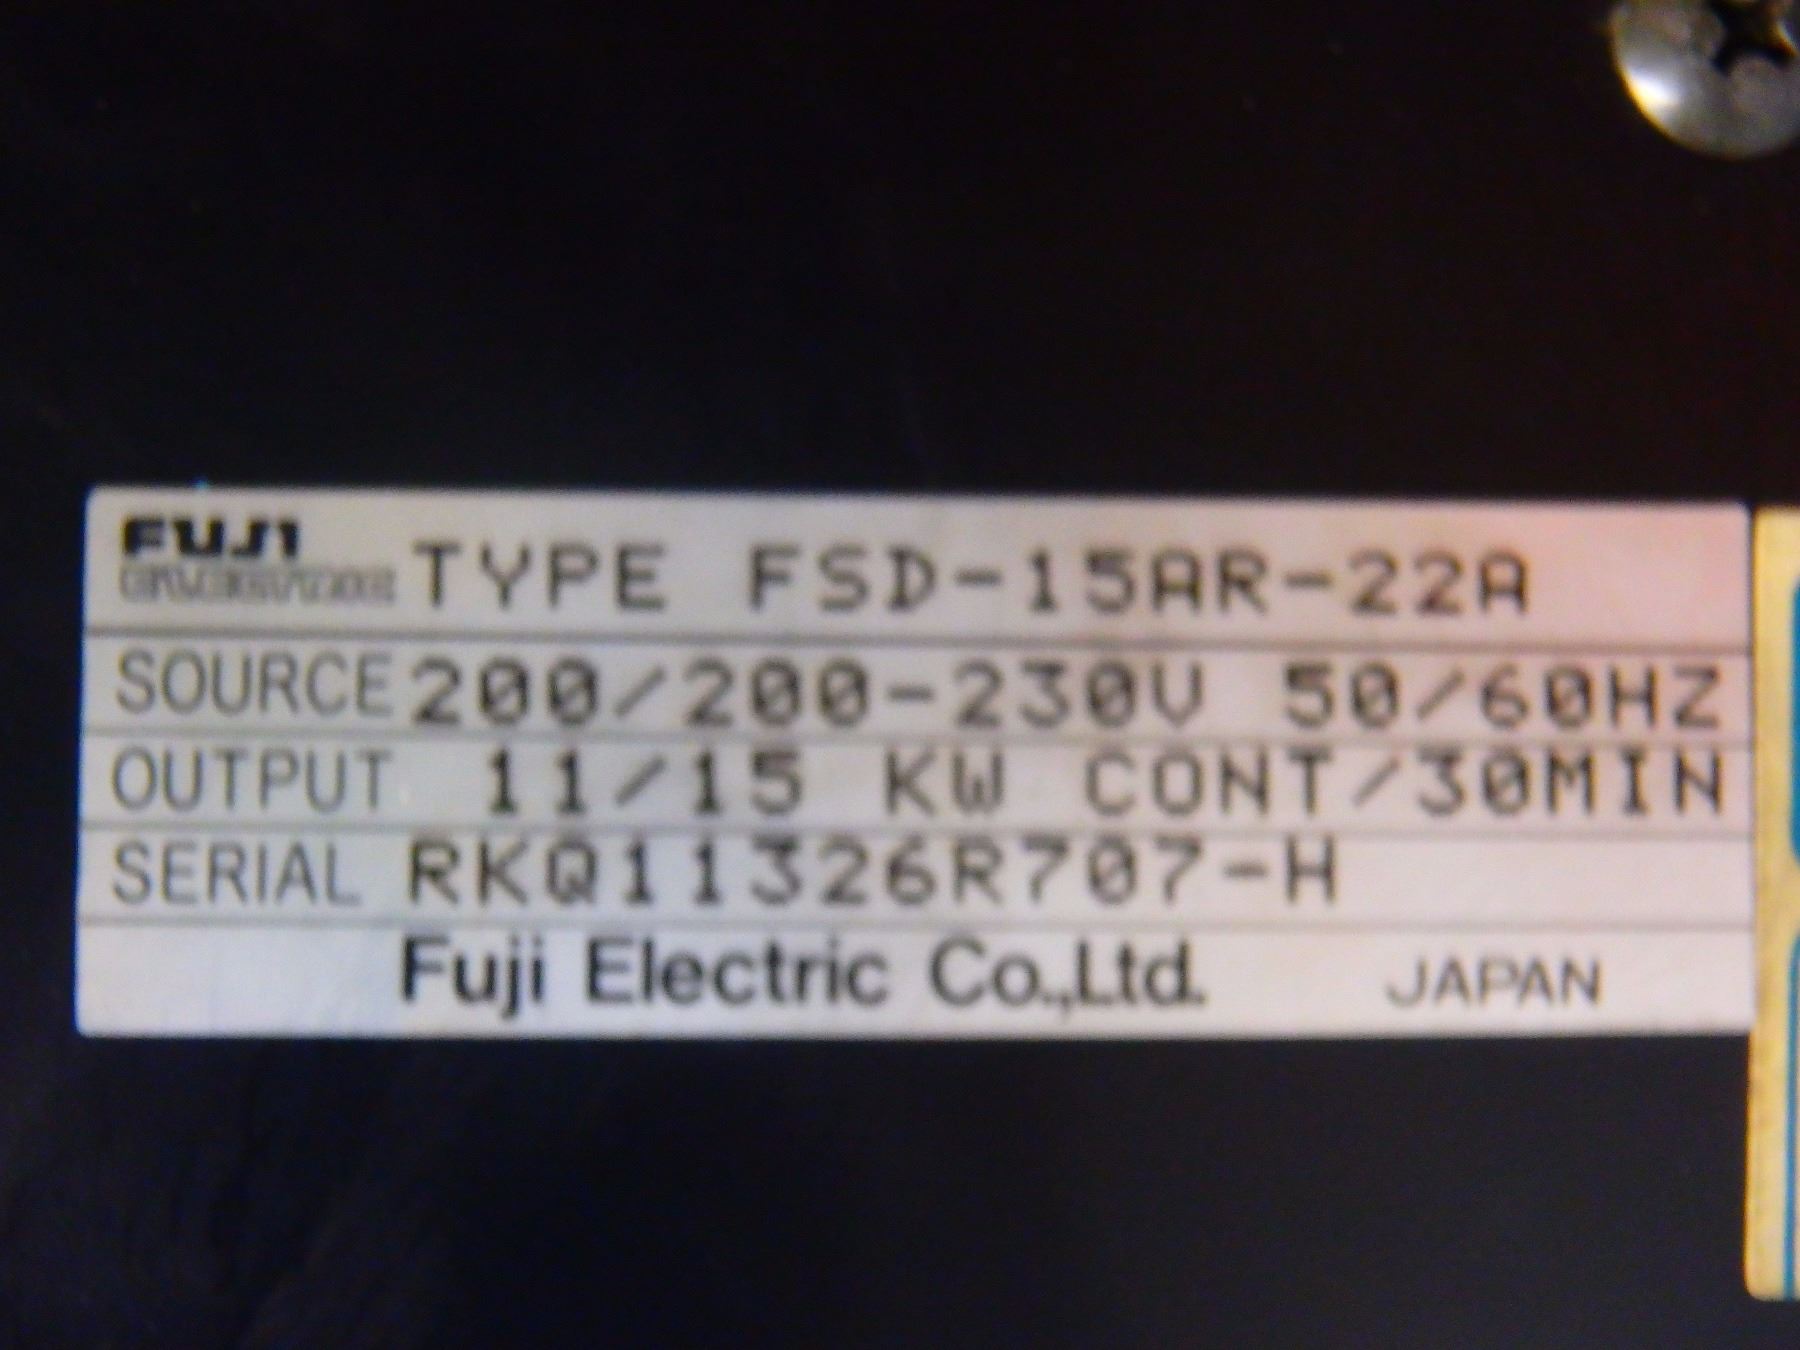 FUJI
ELECTRIC
TYPE FSD-15AR-22A
SOURCE 200/200-230V 50/60HZ
OUTPUT 11/15 KW CONT/30MIN
SERIAL RKQ11326R707-H
Fuji Electric Co.,Ltd. JAPAN